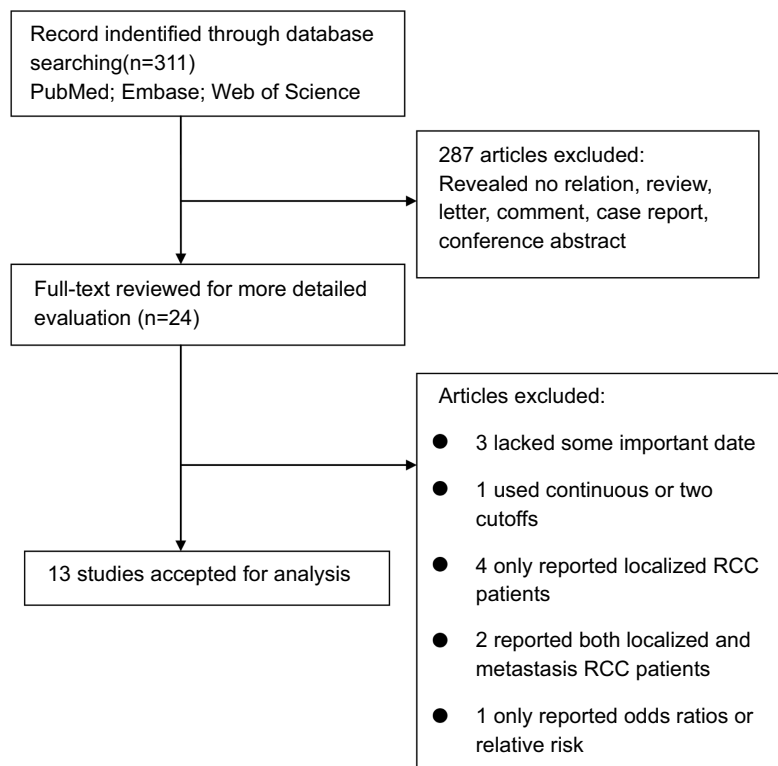 Record indentified through database
searching(n=311)
PubMed; Embase; Web of Science
287 articles excluded:
Revealed no relation, review,
letter, comment, case report,
conference abstract
Full-text reviewed for more detailed
evaluation (n=24)
Articles excluded:
● 3 lacked some important date
● 1 used continuous or two
cutoffs
● 4 only reported localized RCC
patients
● 2 reported both localized and
metastasis RCC patients
● 1 only reported odds ratios or
relative risk
13 studies accepted for analysis